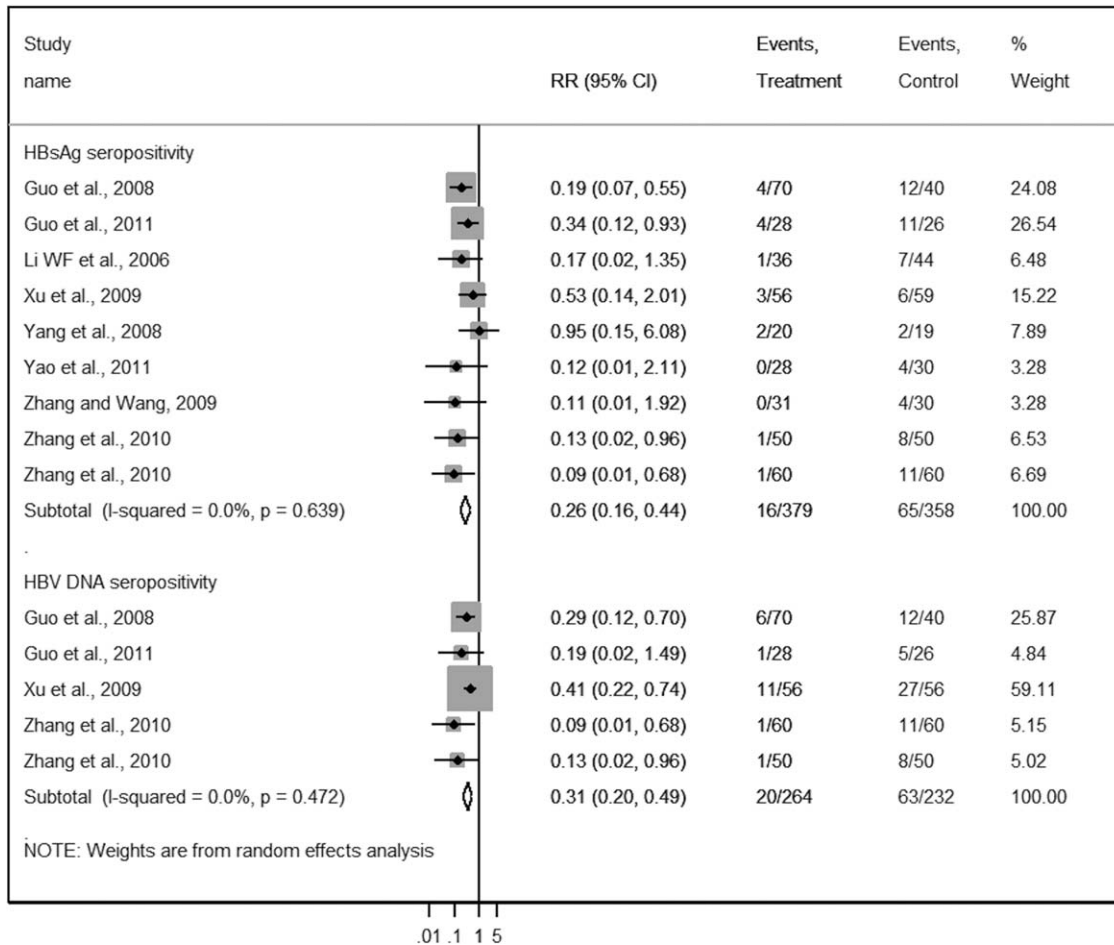 Study Events, Events, %
name RR (95% CI) Treatment Control Weight
HBsAg seropositivity
Guo et al., 2008 0.19 (0.07, 0.55) 4/70 12/40 24.08
Guo et al., 2011 0.34 (0.12, 0.93) 4/28 11/26 26.54
Li WF et al., 2006 0.17 (0.02, 1.35) 1/36 7/44 6.48
Xu et al., 2009 0.53 (0.14, 2.01) 3/56 6/59 15.22
Yang et al., 2008 0.95 (0.15, 6.08) 2/20 2/19 7.89
Yao et al., 2011 0.12 (0.01, 2.11) 0/28 4/30 3.28
Zhang and Wang, 2009 0.11 (0.01, 1.92) 0/31 4/30 3.28
Zhang et al., 2010 0.13 (0.02, 0.96) 1/50 8/50 6.53
Zhang et al., 2010 0.09 (0.01, 0.68) 1/60 11/60 6.69
Subtotal (I-squared = 0.0%, p = 0.639) 0.26 (0.16, 0.44) 16/379 65/358 100.00
.
HBV DNA seropositivity
Guo et al., 2008 0.29 (0.12, 0.70) 6/70 12/40 25.87
Guo et al., 2011 0.19 (0.02, 1.49) 1/28 5/26 4.84
Xu et al., 2009 0.41 (0.22, 0.74) 11/56 27/56 59.11
Zhang et al., 2010 0.09 (0.01, 0.68) 1/60 11/60 5.15
Zhang et al., 2010 0.13 (0.02, 0.96) 1/50 8/50 5.02
Subtotal (I-squared = 0.0%, p = 0.472) 0.31 (0.20, 0.49) 20/264 63/232 100.00
.
NOTE: Weights are from random effects analysis
.01 .1 1 5